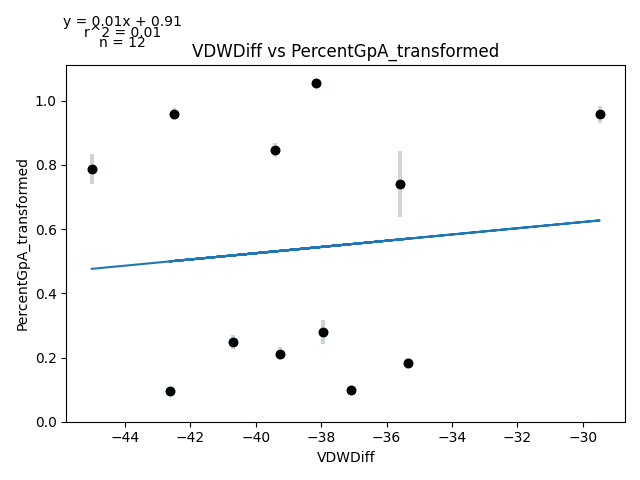 y = 0.01x + 0.91
r^2 = 0.01
n = 12
VDWDiff vs PercentGpA_transformed
PercentGpA_transformed
1.0
0.8
0.6
0.4
0.2
0.0
−44 −42 −40 −38 −36 −34 −32 −30
VDWDiff